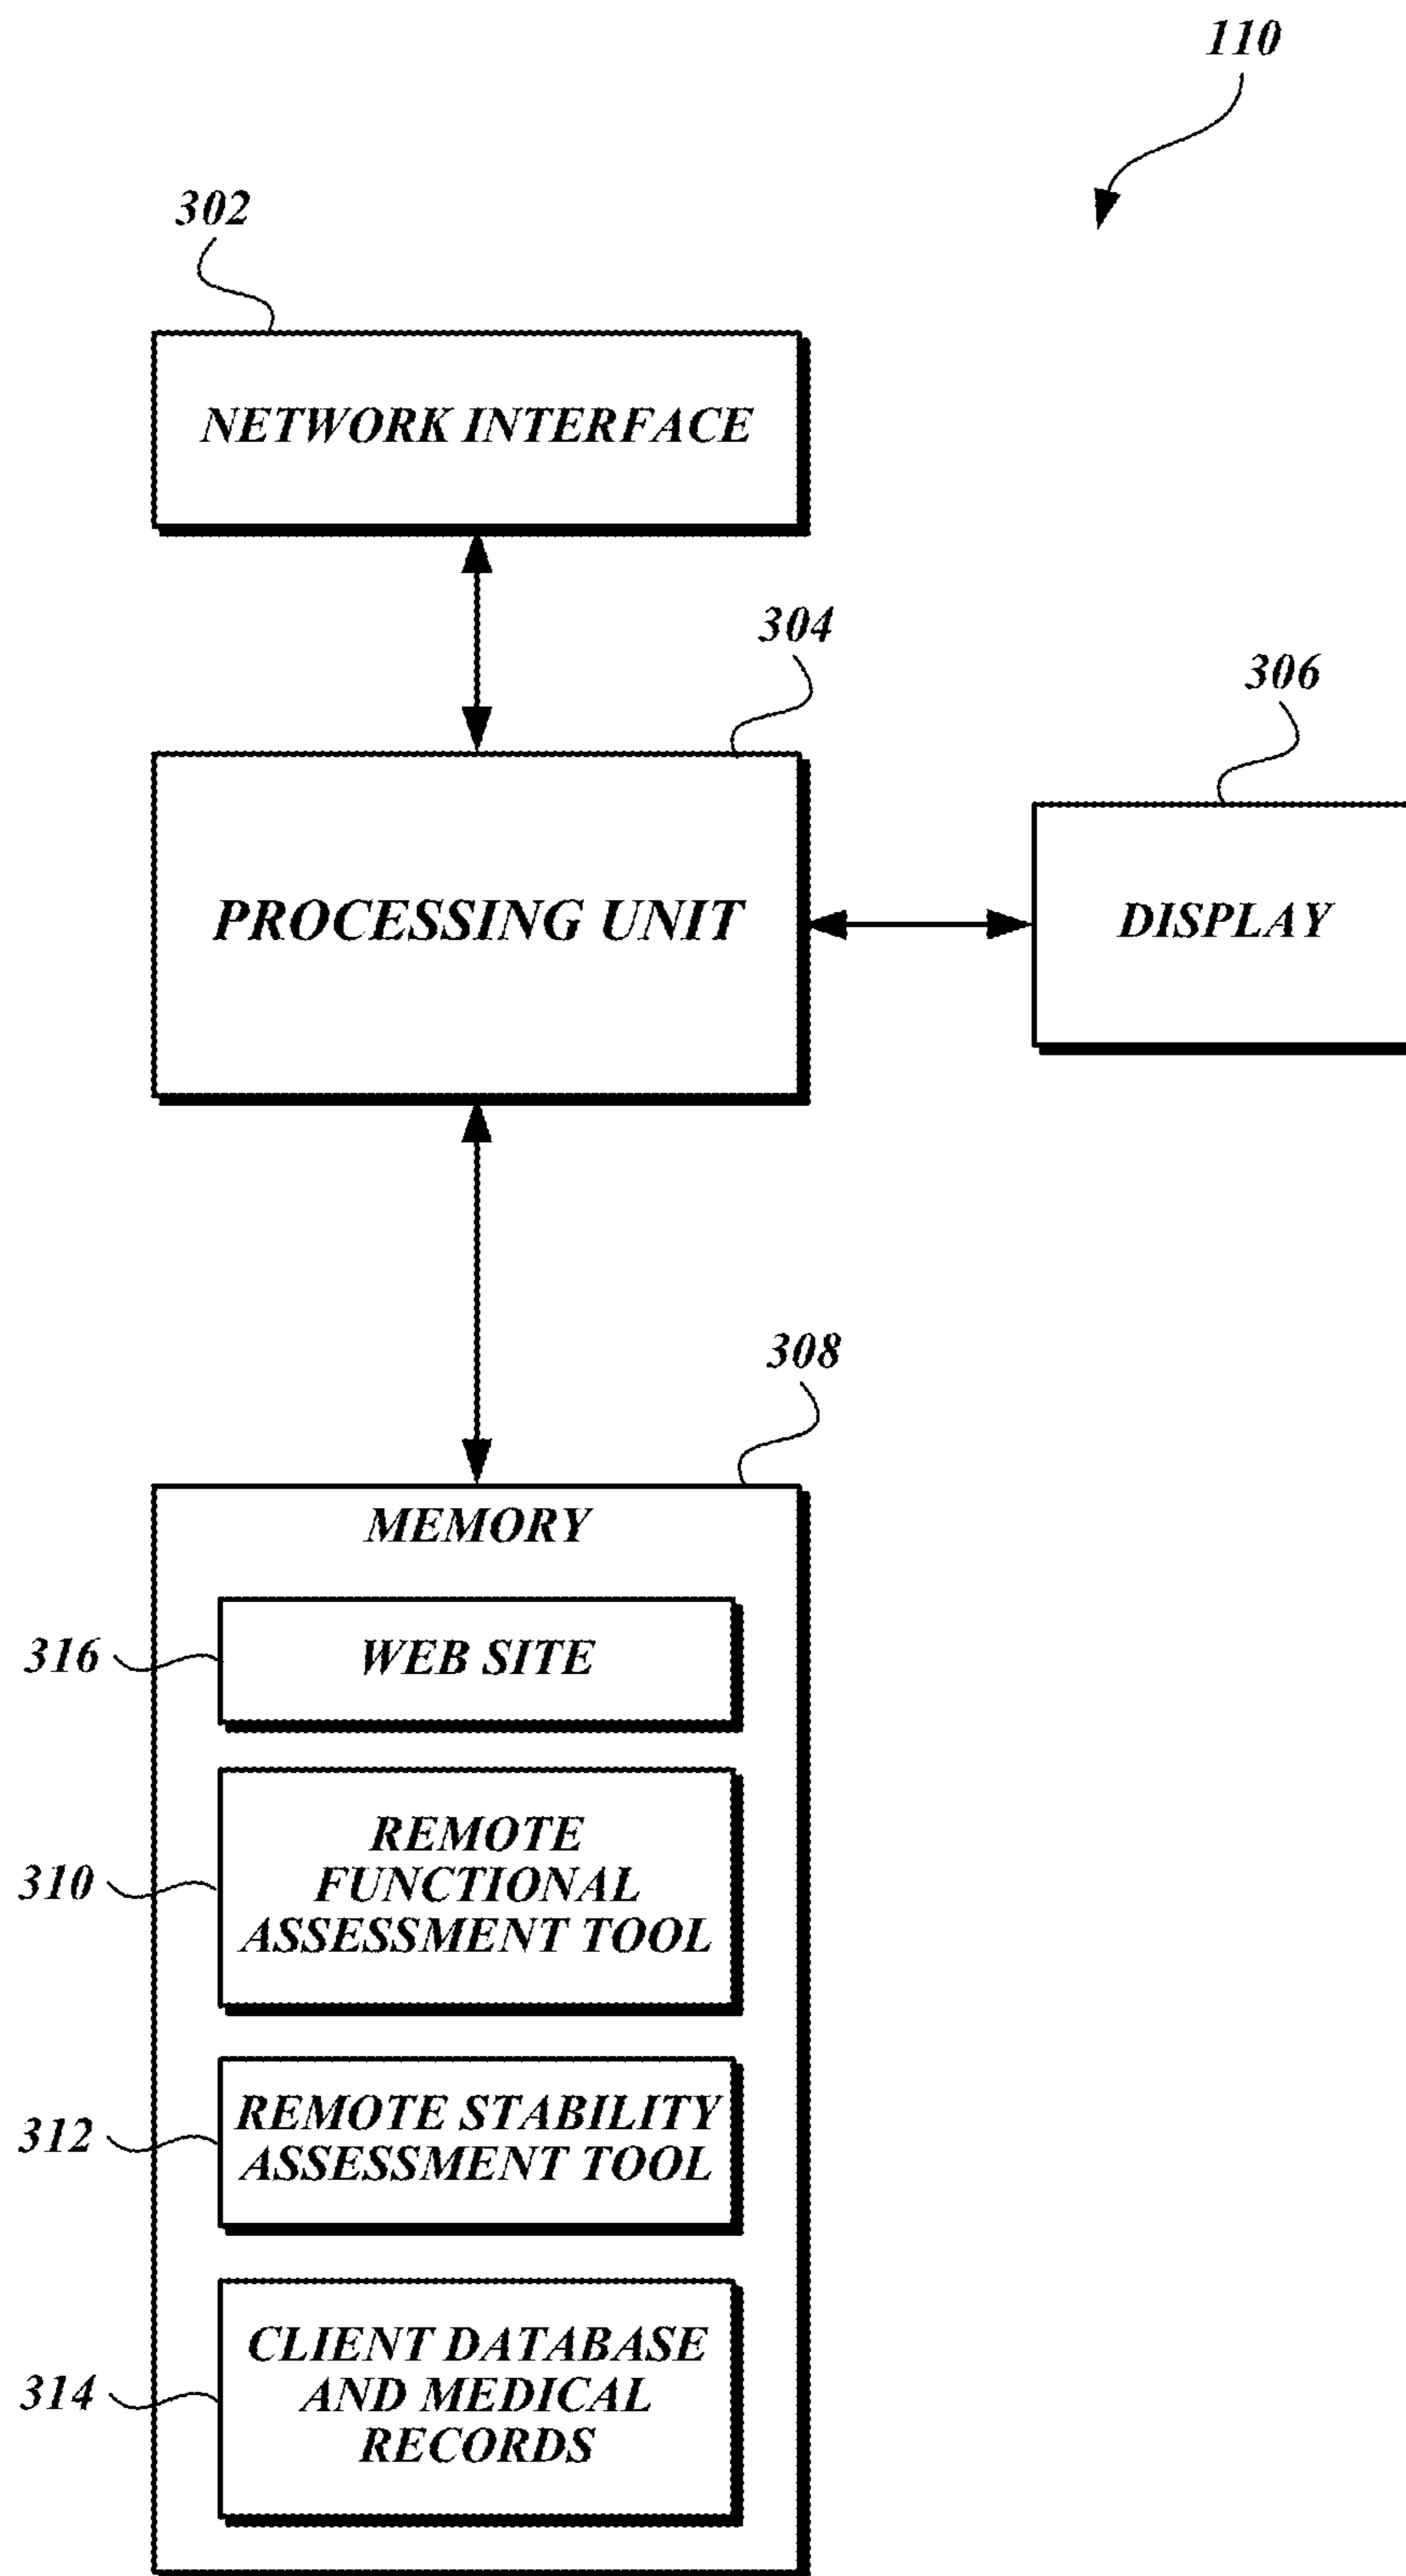 110
302
NETWORK INTERFACE
304
306
PROCESSING UNIT
DISPLAY
308
MEMORY
316
WEB SITE
310
REMOTE
FUNCTIONAL
ASSESSMENT TOOL
312
REMOTE STABILITY
ASSESSMENT TOOL
314
CLIENT DATABASE
AND MEDICAL
RECORDS